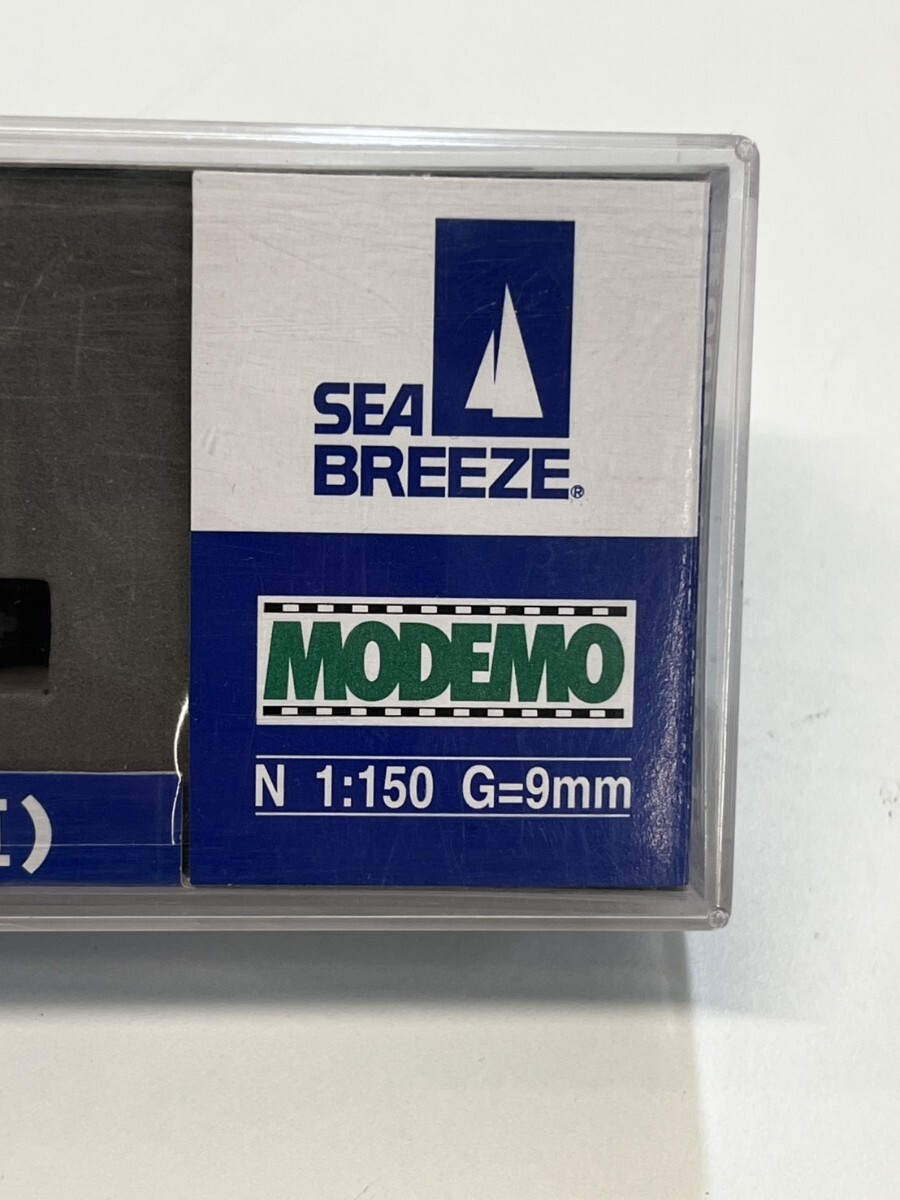 SEA
BREEZE®
MODEMO
N 1:150 G=9mm
)